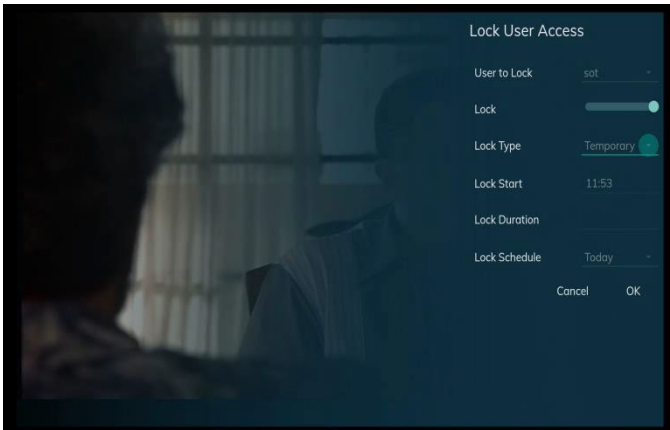 Lock User Access
User to Lock sot
Lock
Lock Type Temporary
Lock Start 11:53
Lock Duration
Lock Schedule Today
Cancel OK